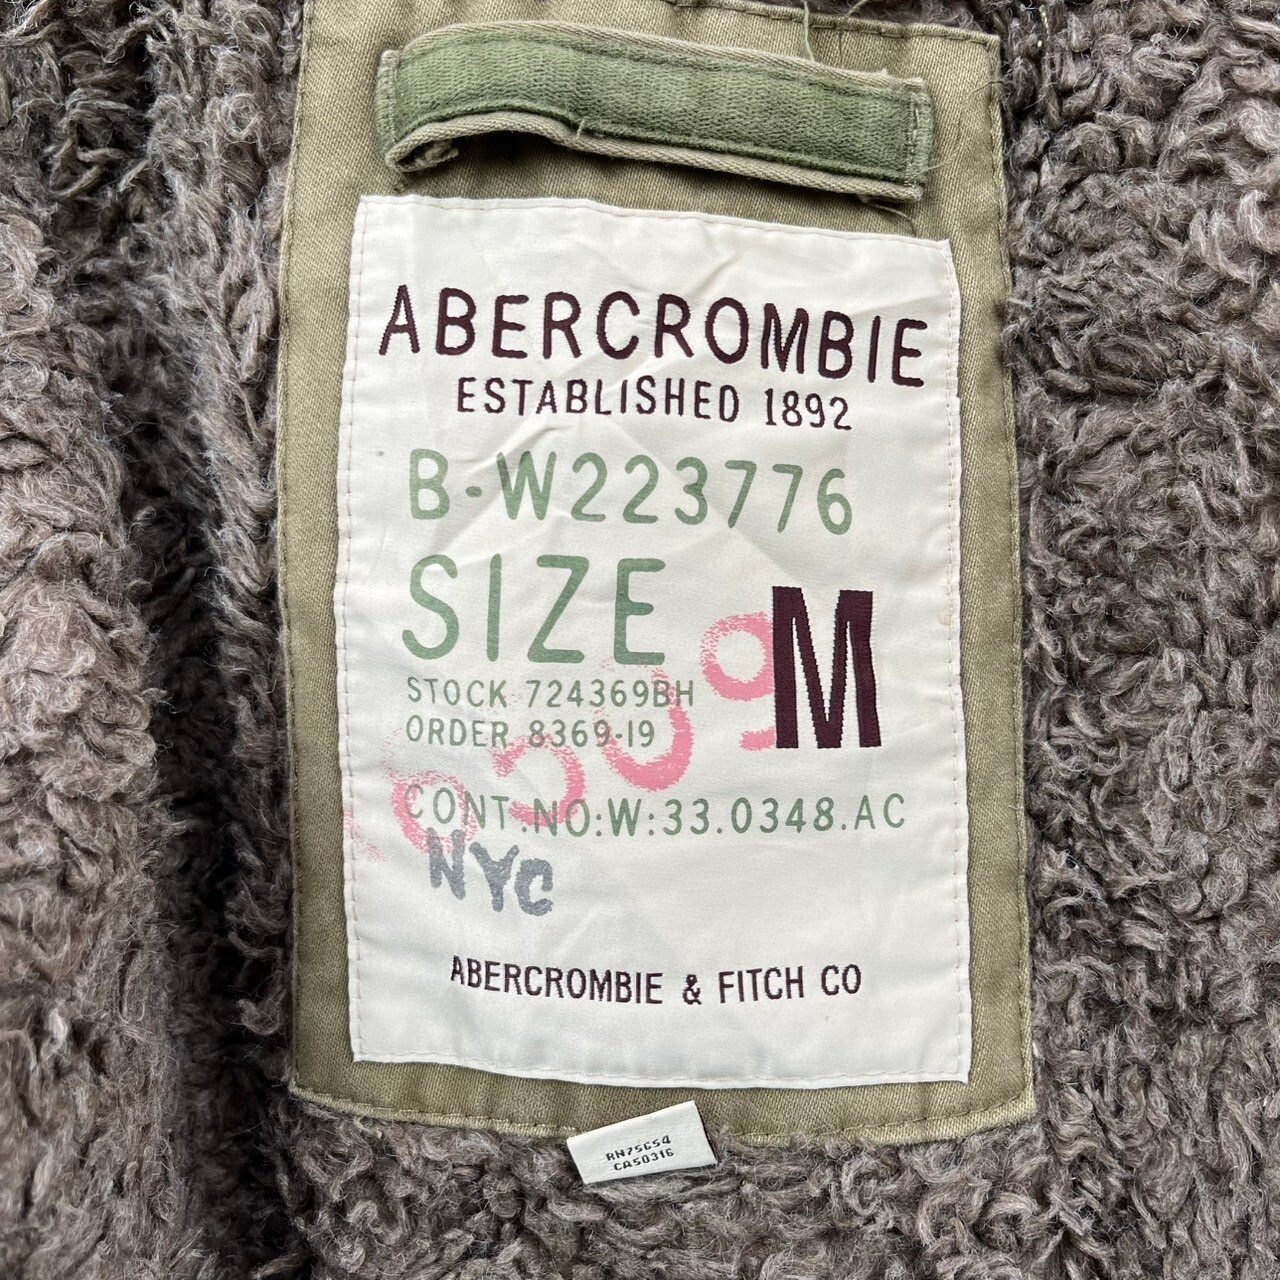 ABERCROMBIE
ESTABLISHED 1892
B-W223776
SIZE M
STOCK 724369BH
ORDER 8369-19
CONT.NO:W:33.0348.AC
NYC
ABERCROMBIE & FITCH CO
RN75654
CA50316